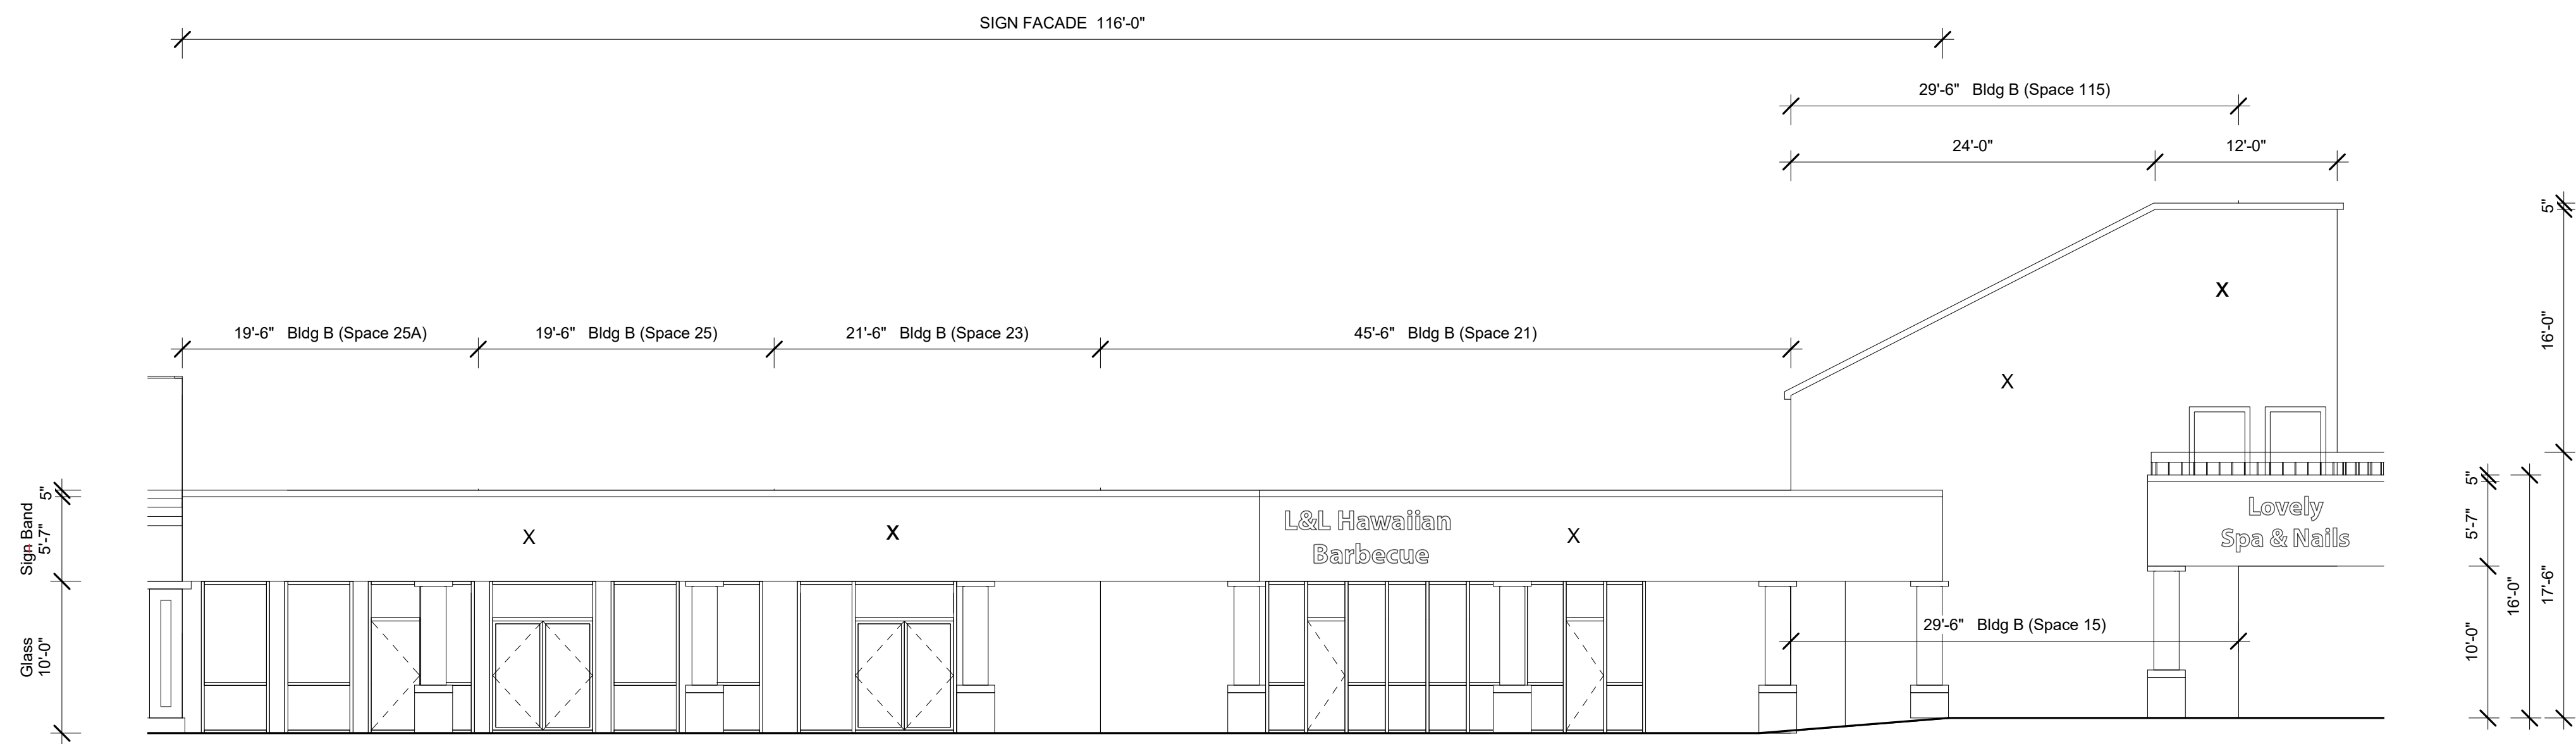 SIGN FACADE 116'-0"
29'-6" Bldg B (Space 115)
24'-0"
12'-0"
5"
16'-0"
19'-6" Bldg B (Space 25A)
19'-6" Bldg B (Space 25)
21'-6" Bldg B (Space 23)
45'-6" Bldg B (Space 21)
X
X
5"
Sign Band
5'-7"
X
X
L&L Hawaiian
Barbecue
X
Lovely
Spa & Nails
5"
5'-7"
Glass
10'-0"
29'-6" Bldg B (Space 15)
10'-0"
16'-0"
17'-6"